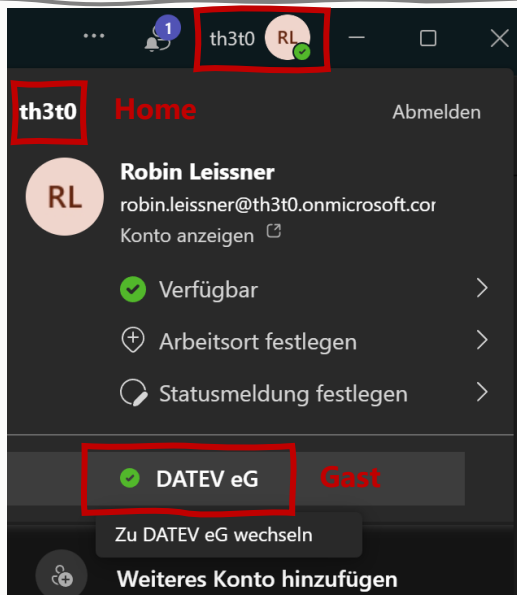 1
th3t0 RL
th3t0 Home Abmelden
RL
Robin Leissner
robin.leissner@th3t0.onmicrosoft.cor
Konto anzeigen
Verfügbar
Arbeitsort festlegen
Statusmeldung festlegen
DATEV eG Gast
Zu DATEV eG wechseln
Weiteres Konto hinzufügen